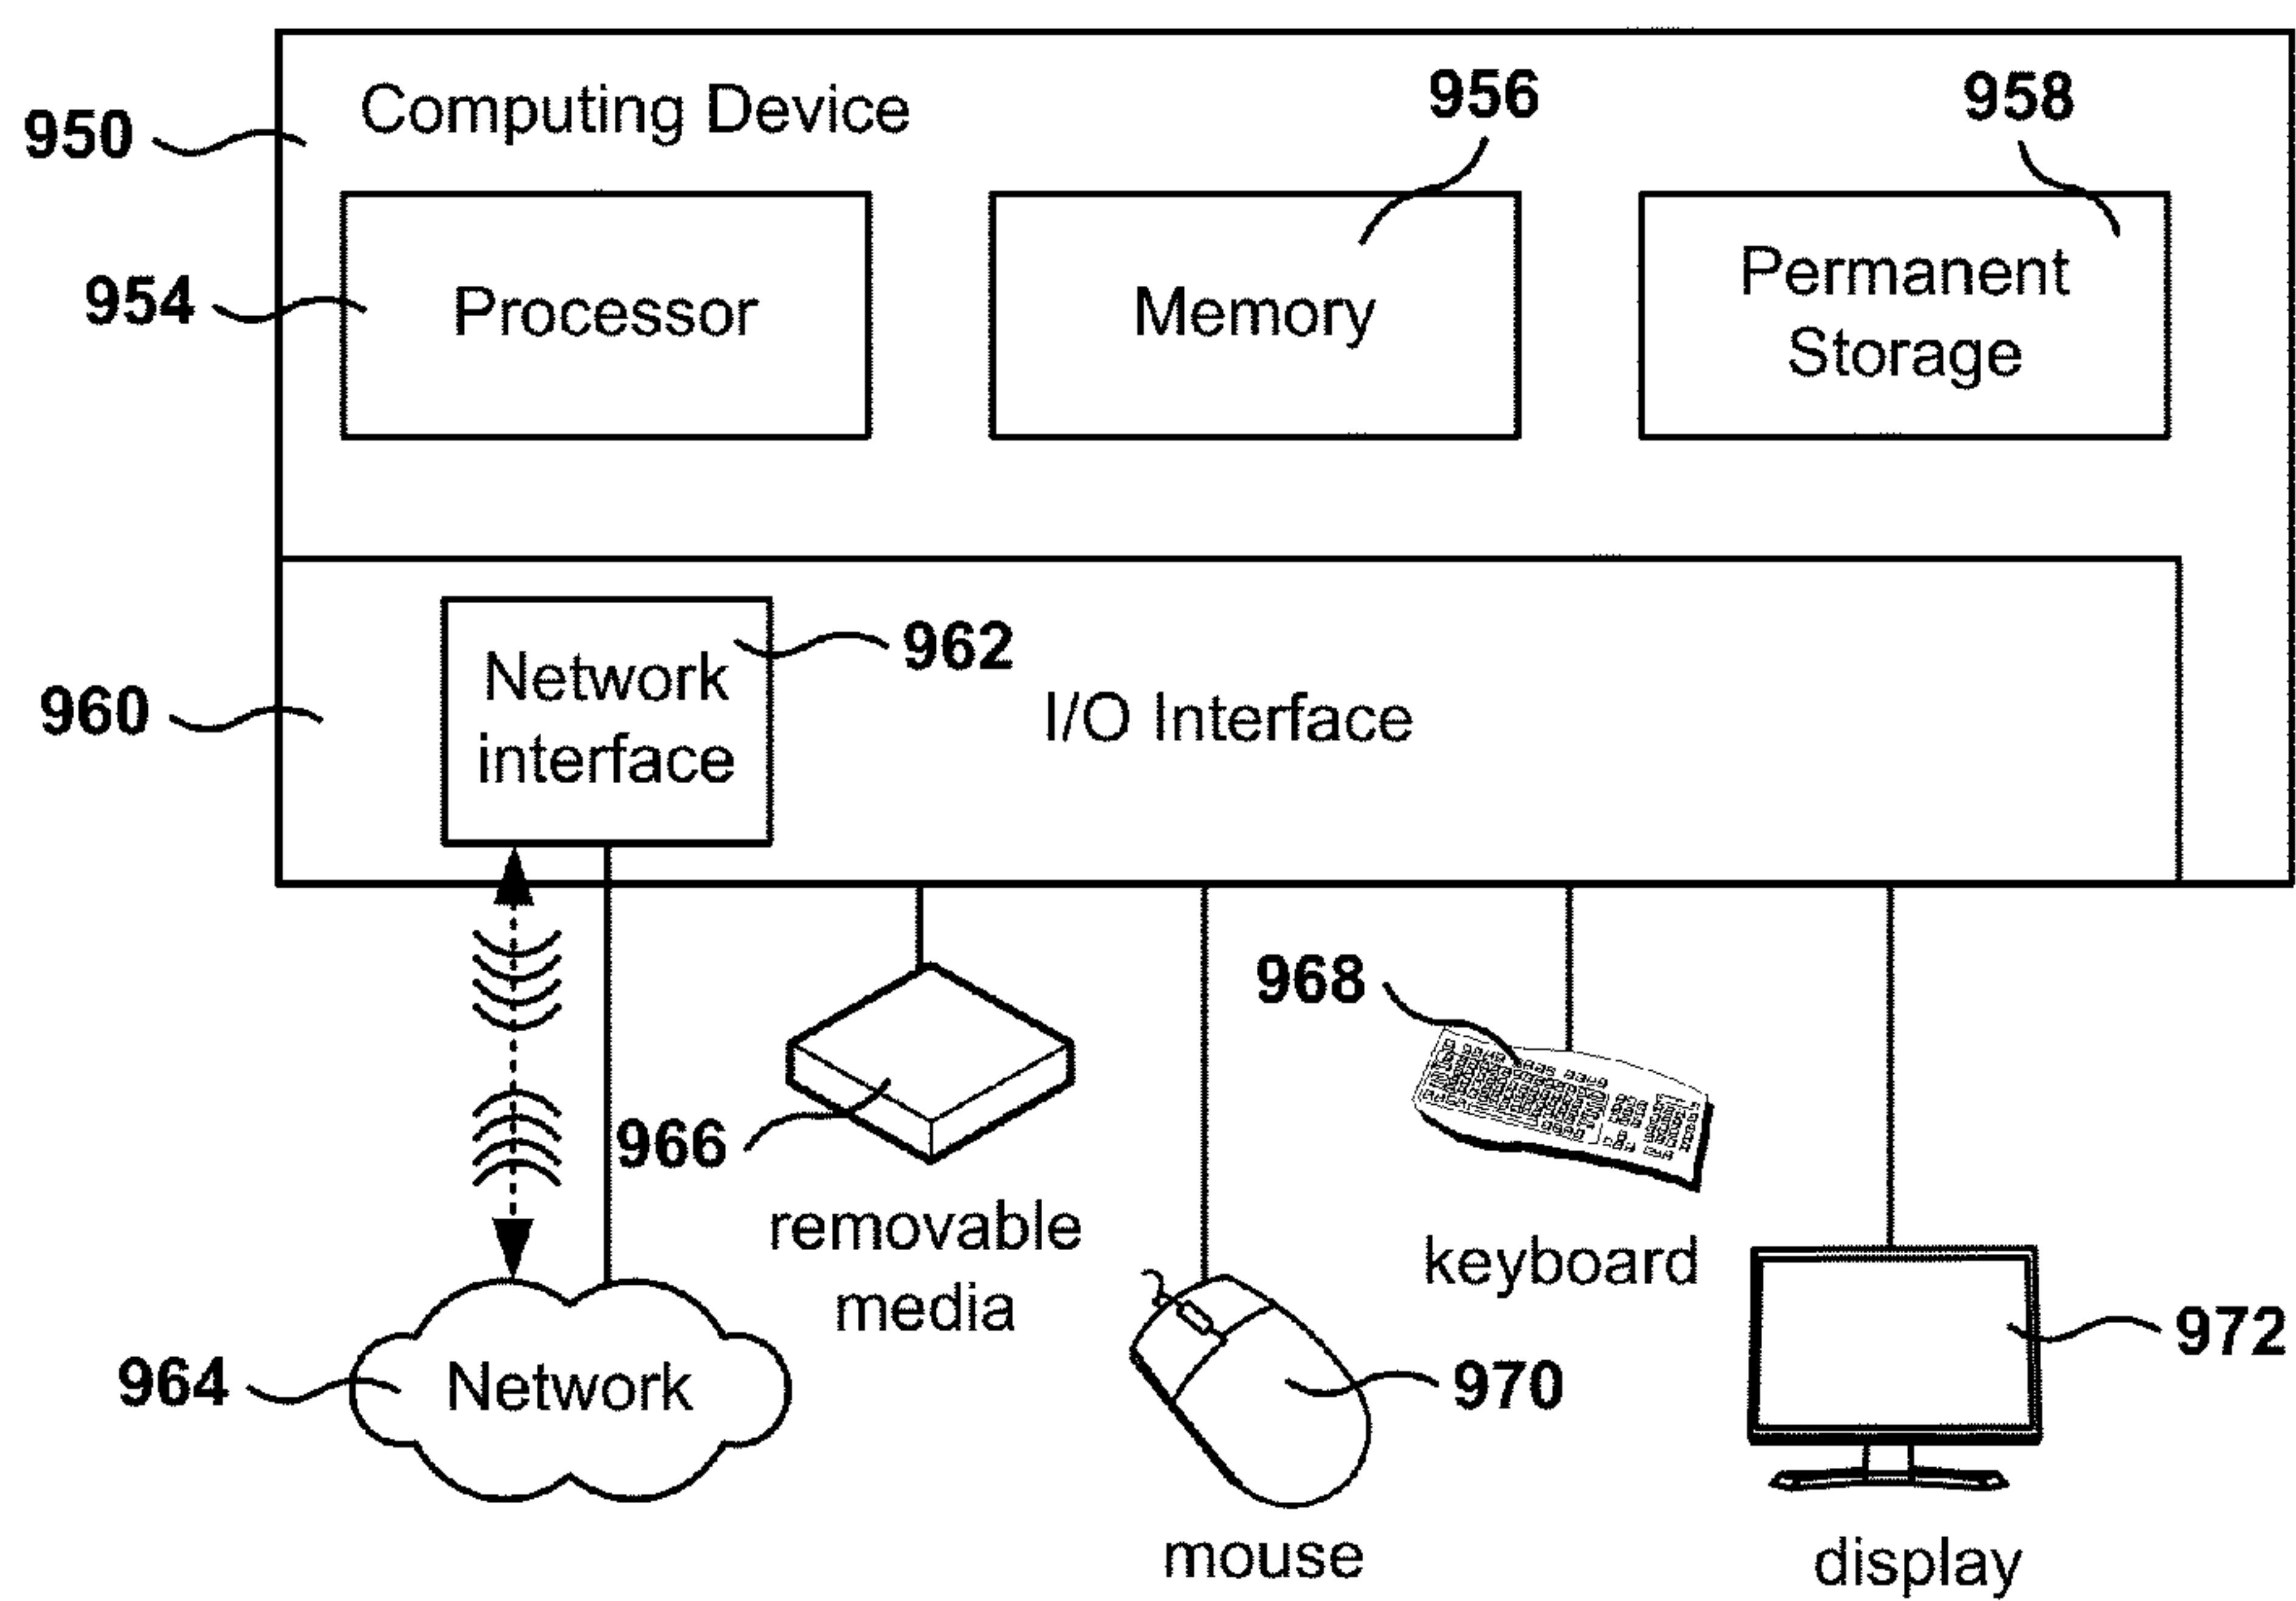 Computing Device
950
956
958
954
Processor
Memory
Permanent
Storage
960
Network
interface
962
I/O Interface
968
966
removable
media
keyboard
964
Network
970
972
mouse
display